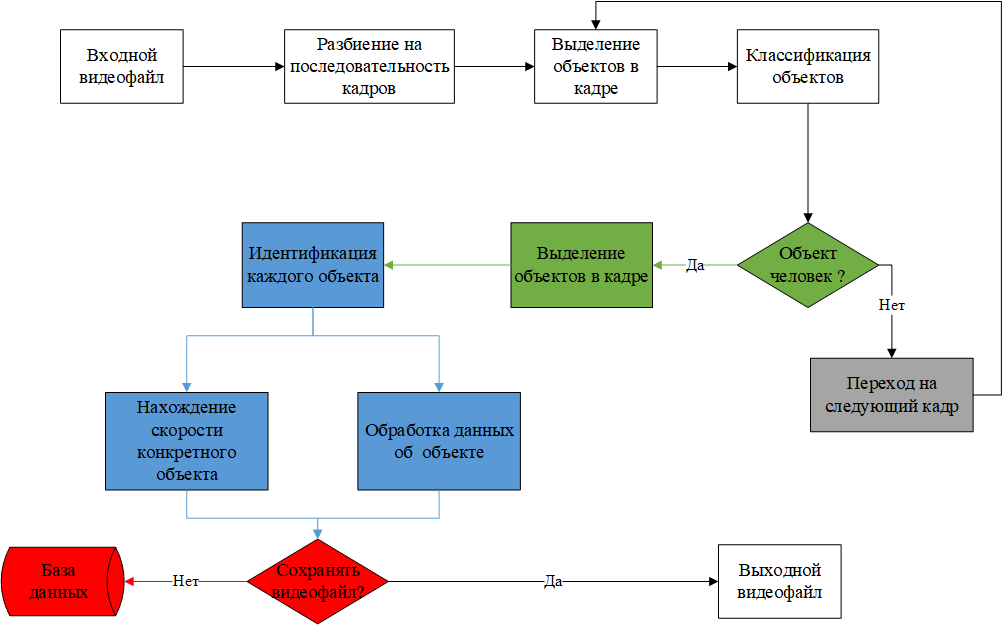 Входной
видеофайл
Разбиение на
последовательность
кадров
Выделение
объектов в
кадре
Классификация
объектов
Объект
человек ?
Да
Нет
Выделение
объектов в кадре
Идентификация
каждого объекта
Переход на
следующий кадр
Нахождение
скорости
конкретного
объекта
Обработка данных
об объекте
Сохранять
видеофайл?
Нет
Да
База
данных
Выходной
видеофайл